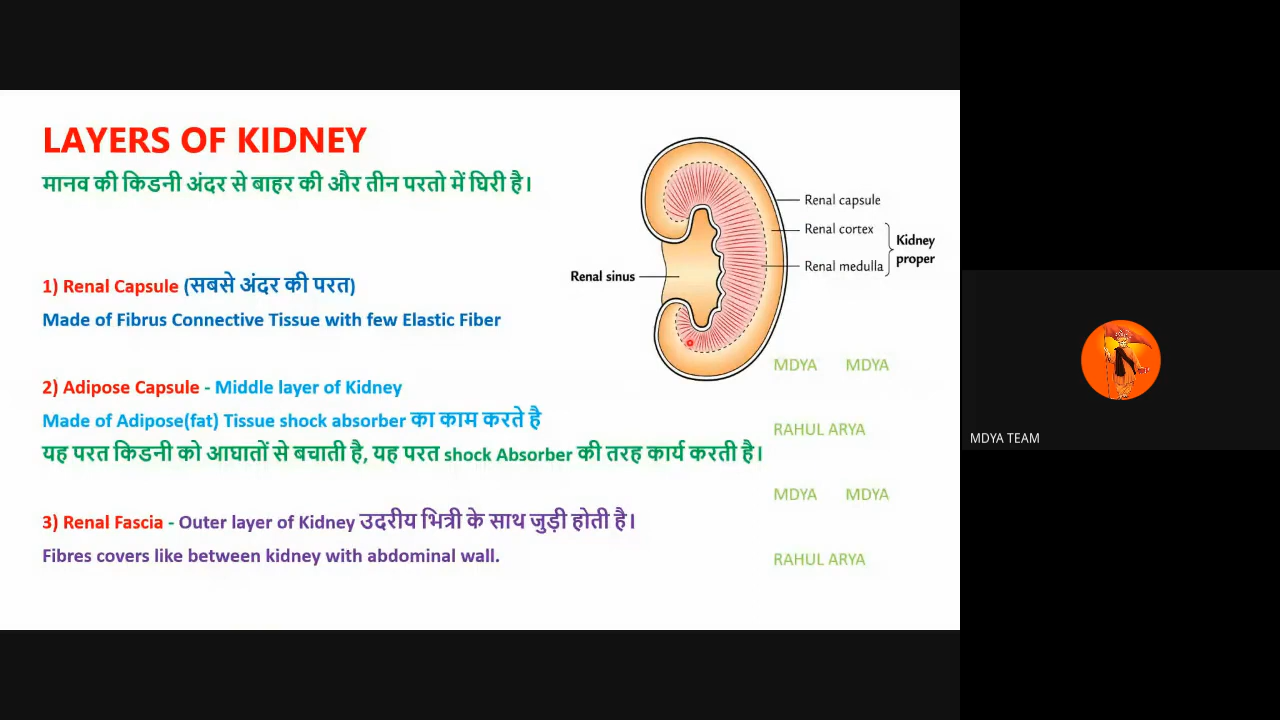 LAYERS OF KIDNEY
मानव की किडनी अंदर से बाहर की और तीन परतो में घिरी है।
1) Renal Capsule (सबसे अंदर की परत)
Made of Fibrus Connective Tissue with few Elastic Fiber
2) Adipose Capsule - Middle layer of Kidney
Made of Adipose(fat) Tissue shock absorber का काम करते है
यह परत किडनी को आघातों से बचाती है, यह परत shock Absorber की तरह कार्य करती है।
3) Renal Fascia - Outer layer of Kidney उदरीय भित्री के साथ जुड़ी होती है।
Fibres covers like between kidney with abdominal wall.
Renal capsule
Renal cortex
Renal medulla
Kidney
proper
Renal sinus
MDYA MDYA
RAHUL ARYA
MDYA MDYA
RAHUL ARYA
MDYA TEAM